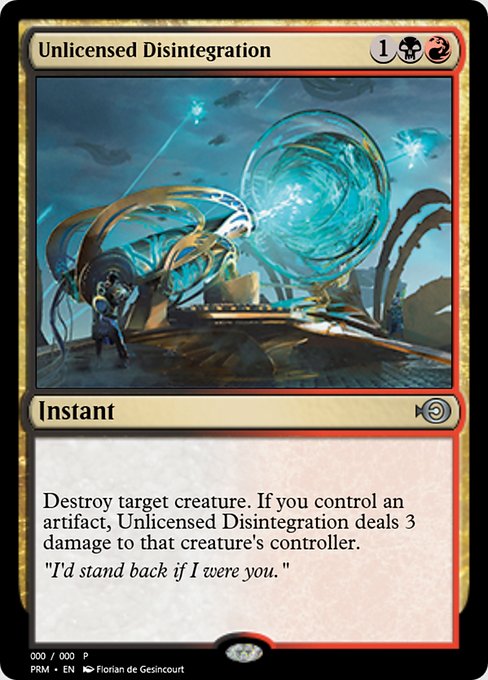 Unlicensed Disintegration 1
Instant
Destroy target creature. If you control an
artifact, Unlicensed Disintegration deals 3
damage to that creature's controller.
"I'd stand back if I were you."
000 / 000 P
PRM • EN Florian de Gesincourt